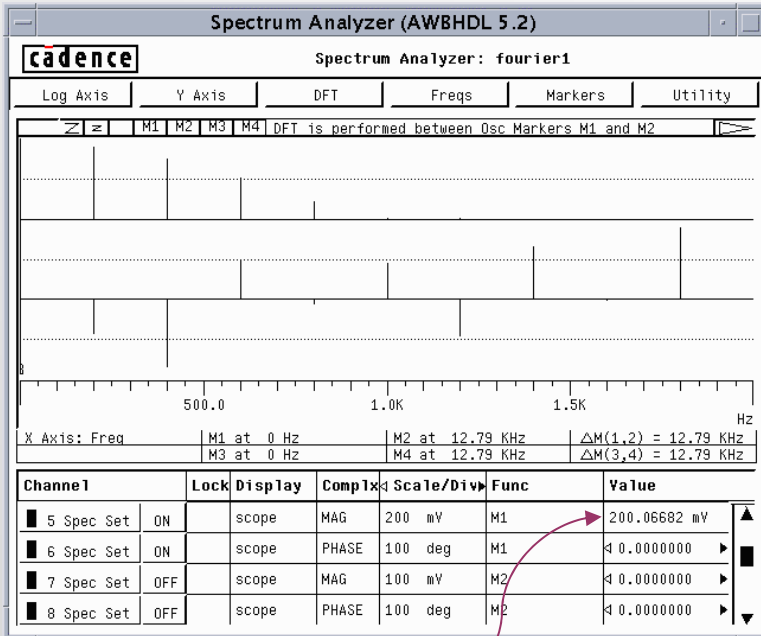 Spectrum Analyzer (AWBHDL 5.2)
cādence Spectrum Analyzer: fourier1
Log Axis Y Axis DFT Freqs Markers Utility
Z z M1 M2 M3 M4 DFT is performed between Osc Markers M1 and M2
500.0 1.0K 1.5K
Hz
X Axis: Freq M1 at 0 Hz M2 at 12.79 KHz △M(1,2) = 12.79 KHz
M3 at 0 Hz M4 at 12.79 KHz △M(3,4) = 12.79 KHz
Channel Lock Display Complx Scale/Div Func Value
5 Spec Set ON scope MAG 200 mV M1 200.06682 mV
6 Spec Set ON scope PHASE 100 deg M1 0.0000000
7 Spec Set OFF scope MAG 100 mV M2 0.0000000
8 Spec Set OFF scope PHASE 100 deg M2 0.0000000